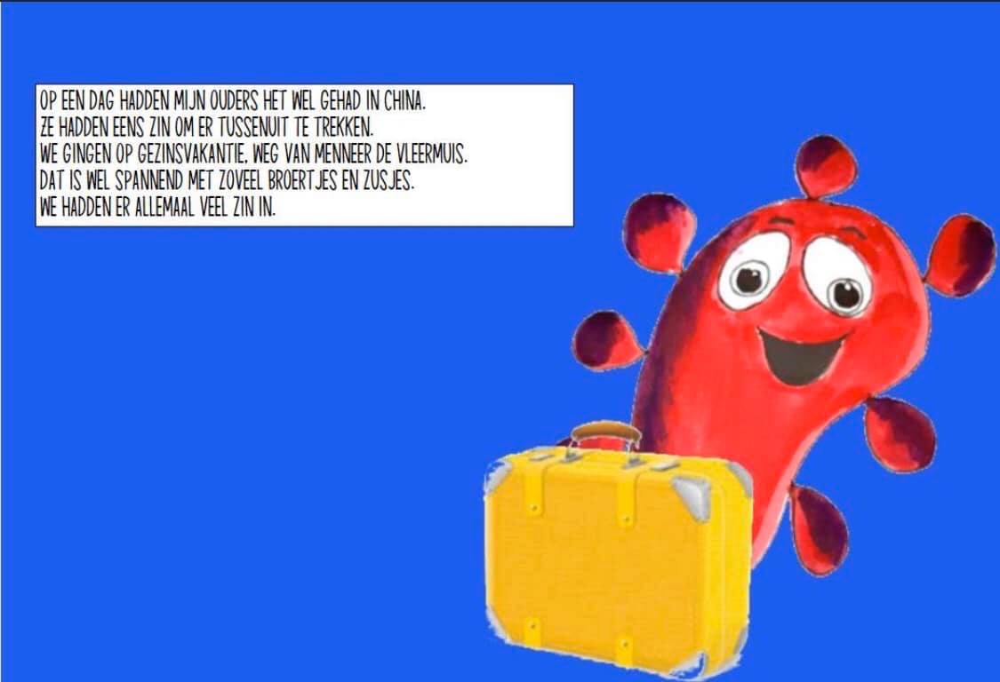 OP EEN DAG HADDEN MIJN OUDERS HET WEL GEHAD IN CHINA.
ZE HADDEN EENS ZIN OM ER TUSSENUIT TE TREKKEN.
WE GINGEN OP GEZINSVAKANTIE, WEG VAN MENNEER DE VLEERMUIS.
DAT IS WEL SPANNEND MET ZOVEEL BROERTJES EN ZUSJES.
WE HADDEN ER ALLEMAAL VEEL ZIN IN.